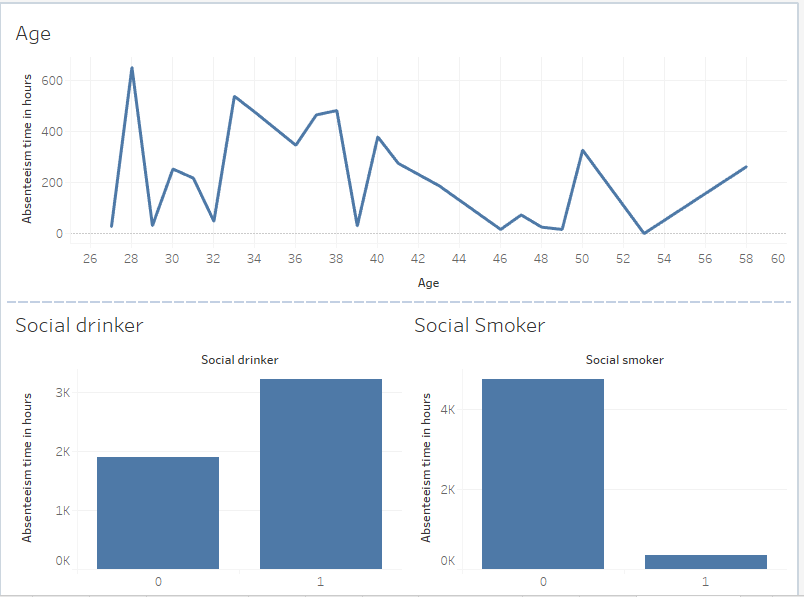 Age
Absenteeism time in hours
600
400
200
0
26 28 30 32 34 36 38 40 42 44 46 48 50 52 54 56 58 60
Age
Social drinker
Social drinker
Absenteeism time in hours
3K
2K
1K
0K
0 1
Social Smoker
Social smoker
Absenteeism time in hours
4K
2K
0K
0 1